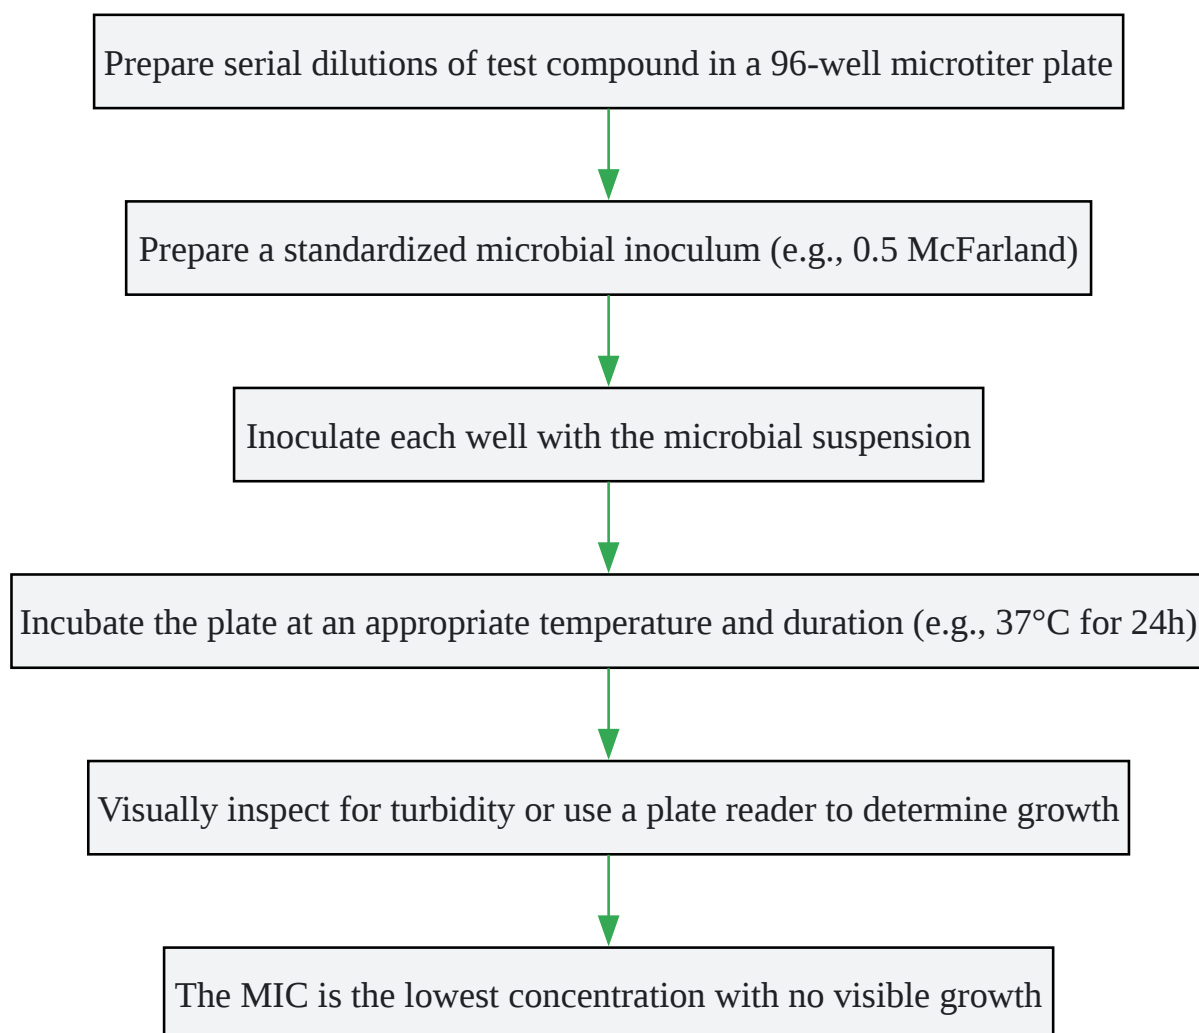 Prepare serial dilutions of test compound in a 96-well microtiter plate
Prepare a standardized microbial inoculum (e.g., 0.5 McFarland)
Inoculate each well with the microbial suspension
Incubate the plate at an appropriate temperature and duration (e.g., 37°C for 24h)
Visually inspect for turbidity or use a plate reader to determine growth
The MIC is the lowest concentration with no visible growth